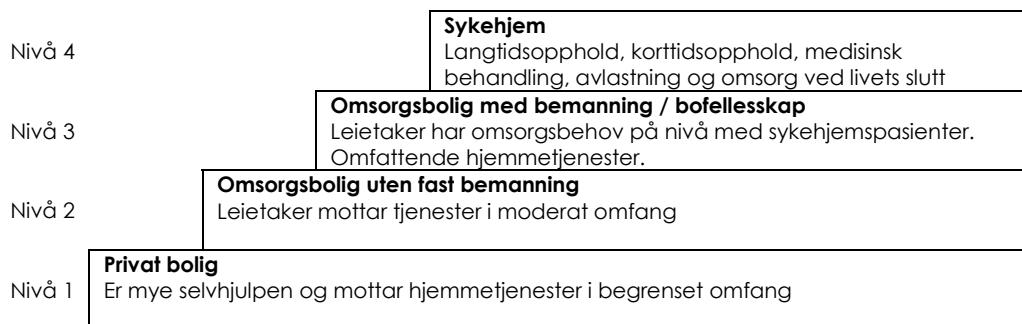 Sykehjem
Nivå 4
Langtidsopphold, korttidsopphold, medisinsk
behandling, avlastning og omsorg ved livets slutt
Omsorgsbolig med bemanning / bofellesskap
Nivå 3
Leietaker har omsorgsbehov på nivå med sykehjemspasienter.
Omfattende hjemmetjenester.
Omsorgsbolig uten fast bemanning
Nivå 2
Leietaker mottar tjenester i moderat omfang
Privat bolig
Nivå 1
Er mye selvhjulpen og mottar hjemmetjenester i begrenset omfang